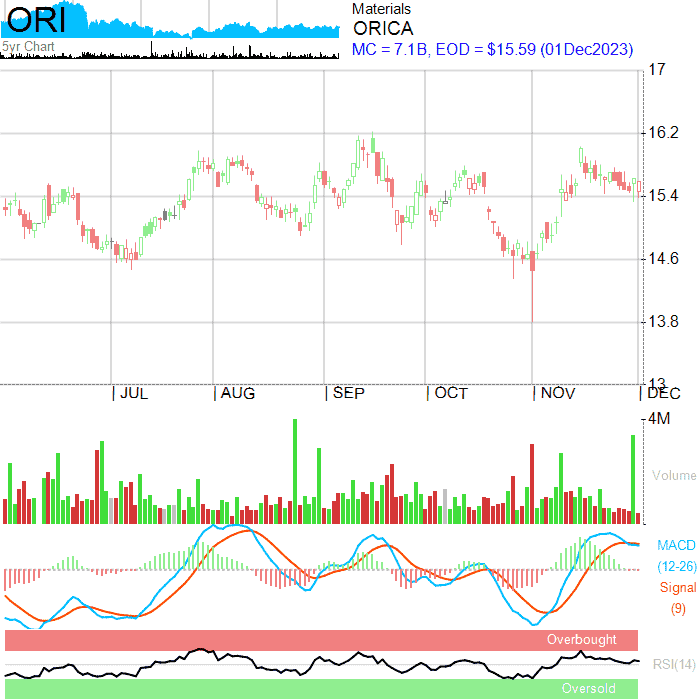 ORI
5yr Chart
Materials
ORICA
MC = 7.1B, EOD = $15.59 (01Dec2023)
17
16.2
15.4
14.6
13.8
13
JUL AUG SEP OCT NOV DEC
4M
Volume
MACD
(12-26)
Signal
(9)
Overbought
RSI(14)
Oversold